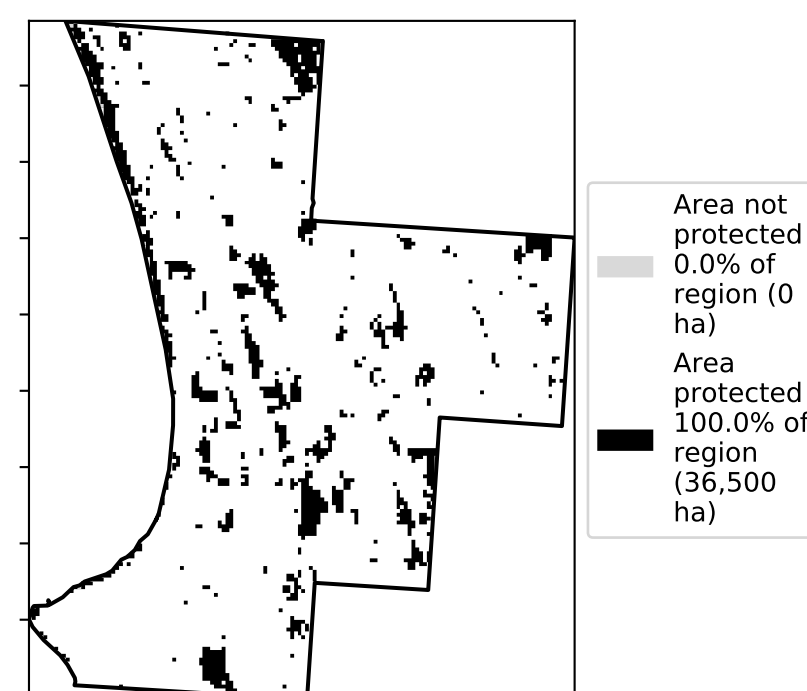 Area not
protected
0.0% of
region (0
ha)
Area
protected
100.0% of
region
(36,500
ha)